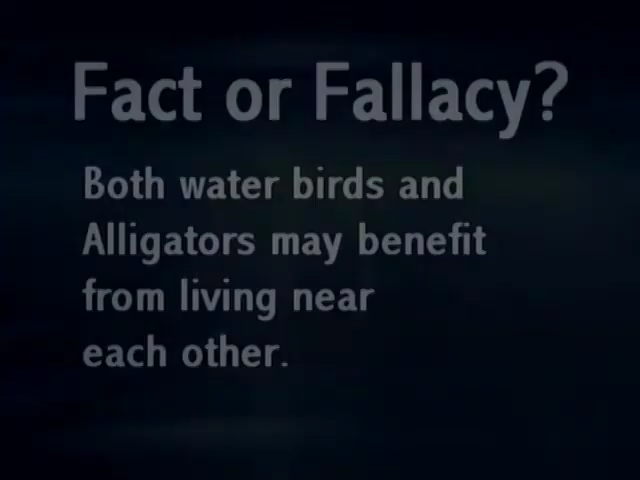 Fact or Fallacy?
Both water birds and
Alligators may benefit
from living near
each other.